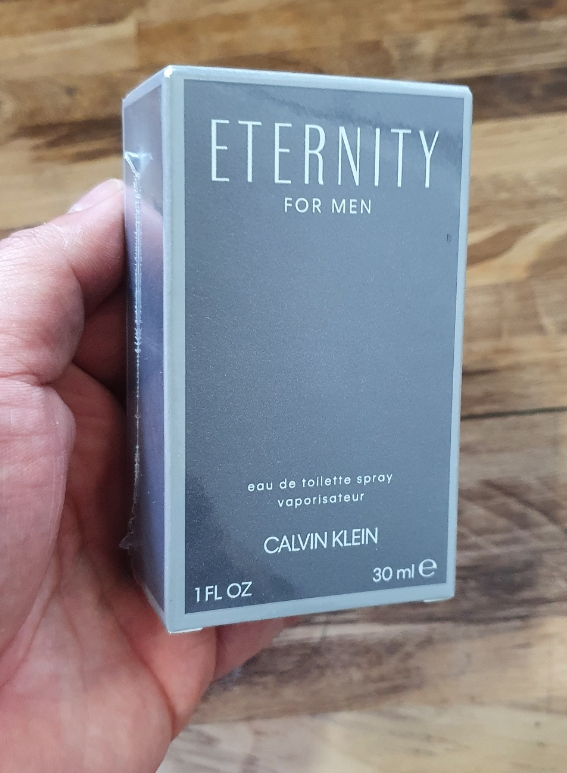 ETERNITY
FOR MEN
eau de toilette spray
vaporisateur
CALVIN KLEIN
1 FL OZ
30 ml ℮